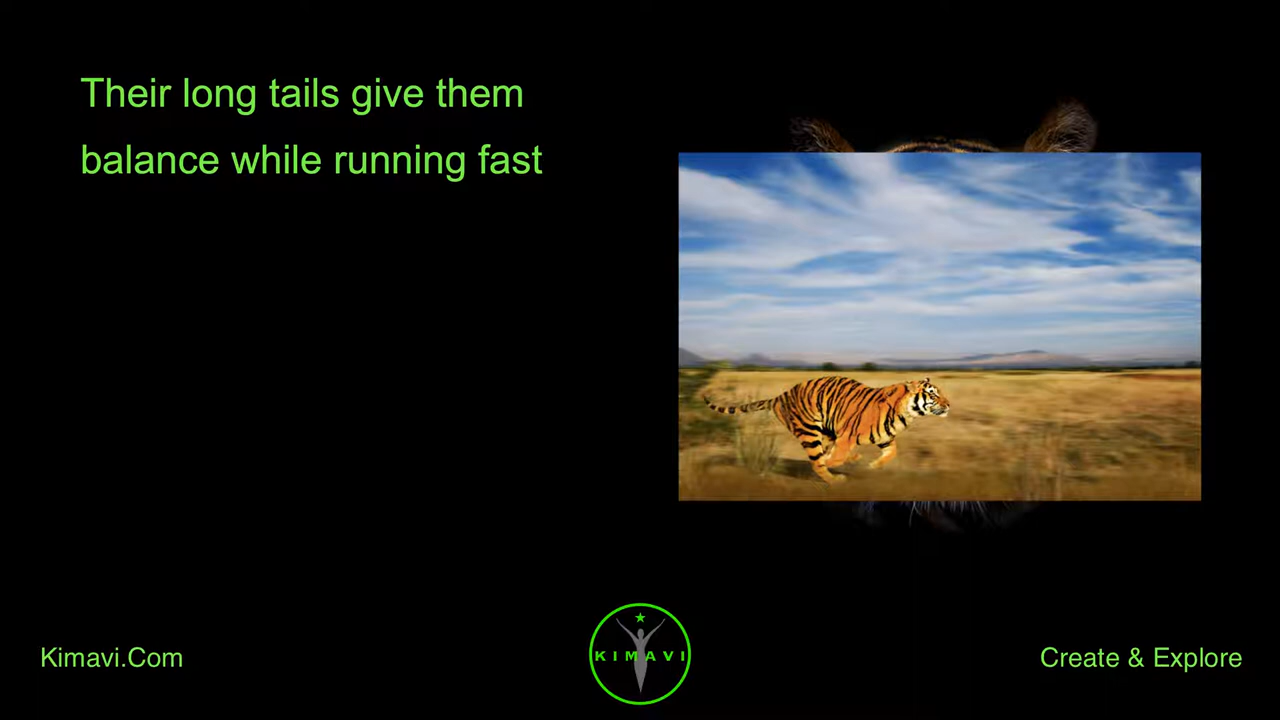 Their long tails give them
balance while running fast
KIMAVI
Kimavi.Com
Create & Explore